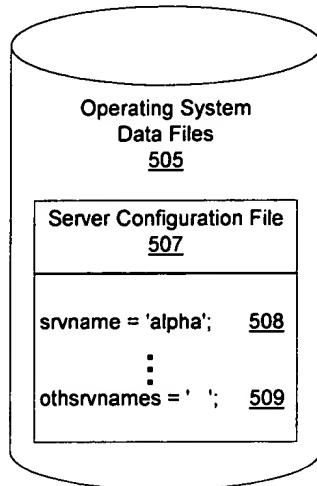 Operating System
Data Files
505
Server Configuration File
507
srvname = 'alpha'; 508
othsrvnames = ' '; 509